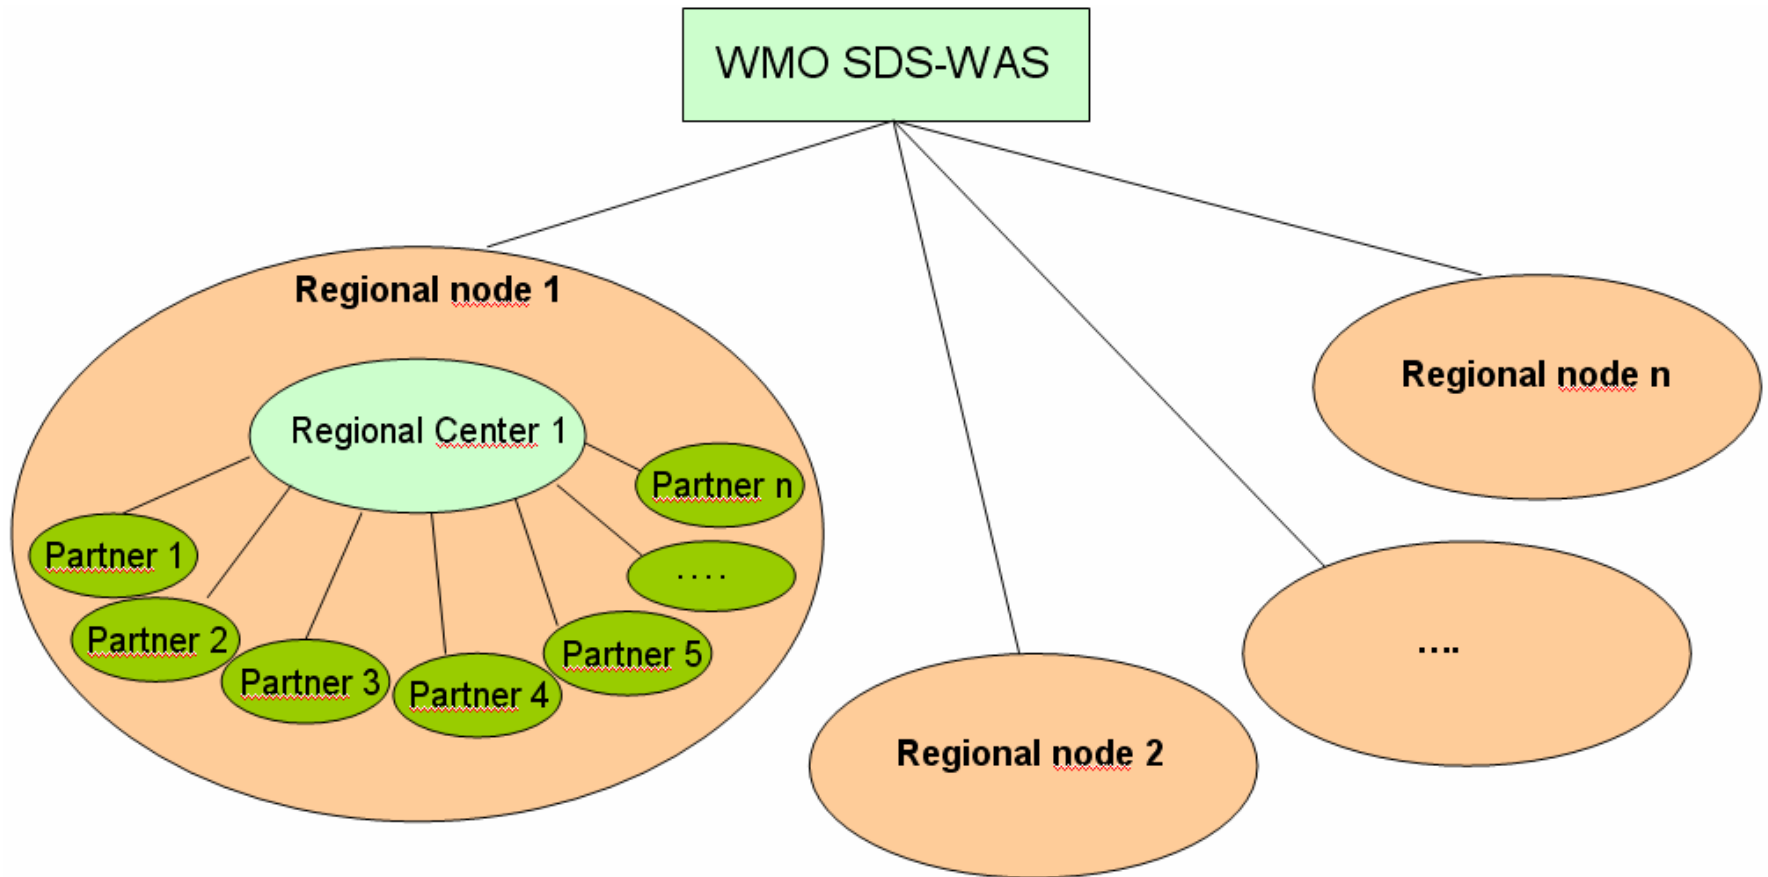 WMO SDS-WAS
Regional node 1
Regional Center 1
Partner 1
Partner 2
Partner 3
Partner 4
Partner 5
....
Partner n
Regional node 2
....
Regional node n